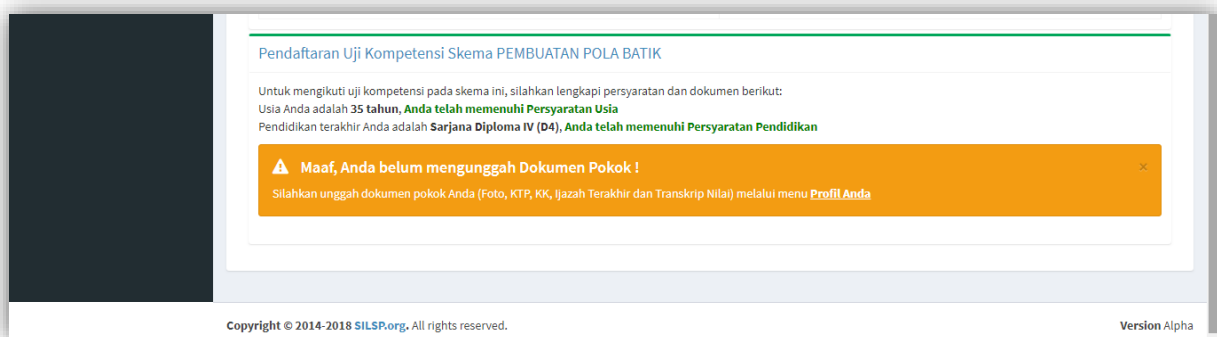 Pendaftaran Uji Kompetensi Skema PEMBUATAN POLA BATIK
Untuk mengikuti uji kompetensi pada skema ini, silahkan lengkapi persyaratan dan dokumen berikut:
Usia Anda adalah 35 tahun, Anda telah memenuhi Persyaratan Usia
Pendidikan terakhir Anda adalah Sarjana Diploma IV (D4), Anda telah memenuhi Persyaratan Pendidikan
Maaf, Anda belum mengunggah Dokumen Pokok !
×
Silahkan unggah dokumen pokok Anda (Foto, KTP, KK, Ijazah Terakhir dan Transkrip Nilai) melalui menu Profil Anda
Copyright © 2014-2018 SILSP.org. All rights reserved.
Version Alpha